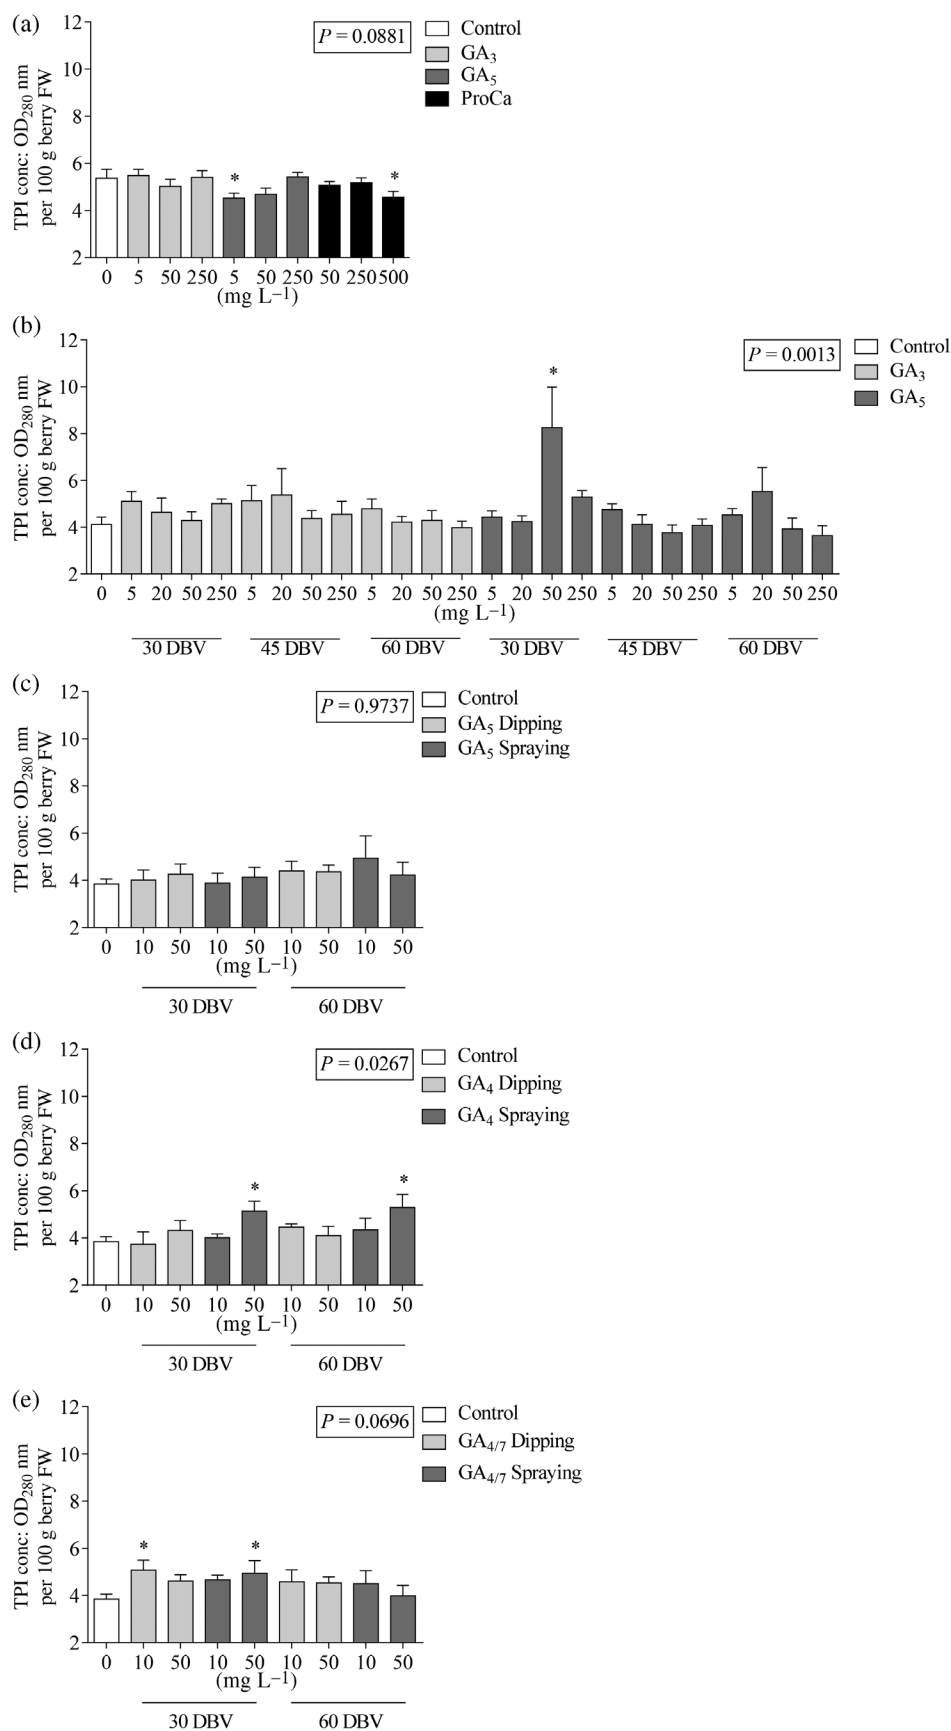 (a)
TPI conc: OD280 nm
per 100 g berry FW
12
10
8
6
4
2
P = 0.0881
Control
GA3
GA5
ProCa
*
*
0 5 50 250 5 50 250 50 250 500
(mg L–1)
(b)
TPI conc: OD280 nm
per 100 g berry FW
12
10
8
6
4
2
P = 0.0013
Control
GA3
GA5
*
0 5 20 50 250 5 20 50 250 5 20 50 250 5 20 50 250 5 20 50 250 5 20 50 250
(mg L–1)
30 DBV 45 DBV 60 DBV 30 DBV 45 DBV 60 DBV
(c)
TPI conc: OD280 nm
per 100 g berry FW
12
10
8
6
4
2
P = 0.9737
Control
GA5 Dipping
GA5 Spraying
0 10 50 10 50 10 50 10 50
(mg L–1)
30 DBV 60 DBV
(d)
TPI conc: OD280 nm
per 100 g berry FW
12
10
8
6
4
2
P = 0.0267
Control
GA4 Dipping
GA4 Spraying
*
*
0 10 50 10 50 10 50 10 50
(mg L–1)
30 DBV 60 DBV
(e)
TPI conc: OD280 nm
per 100 g berry FW
12
10
8
6
4
2
P = 0.0696
Control
GA4/7 Dipping
GA4/7 Spraying
*
*
0 10 50 10 50 10 50 10 50
(mg L–1)
30 DBV 60 DBV